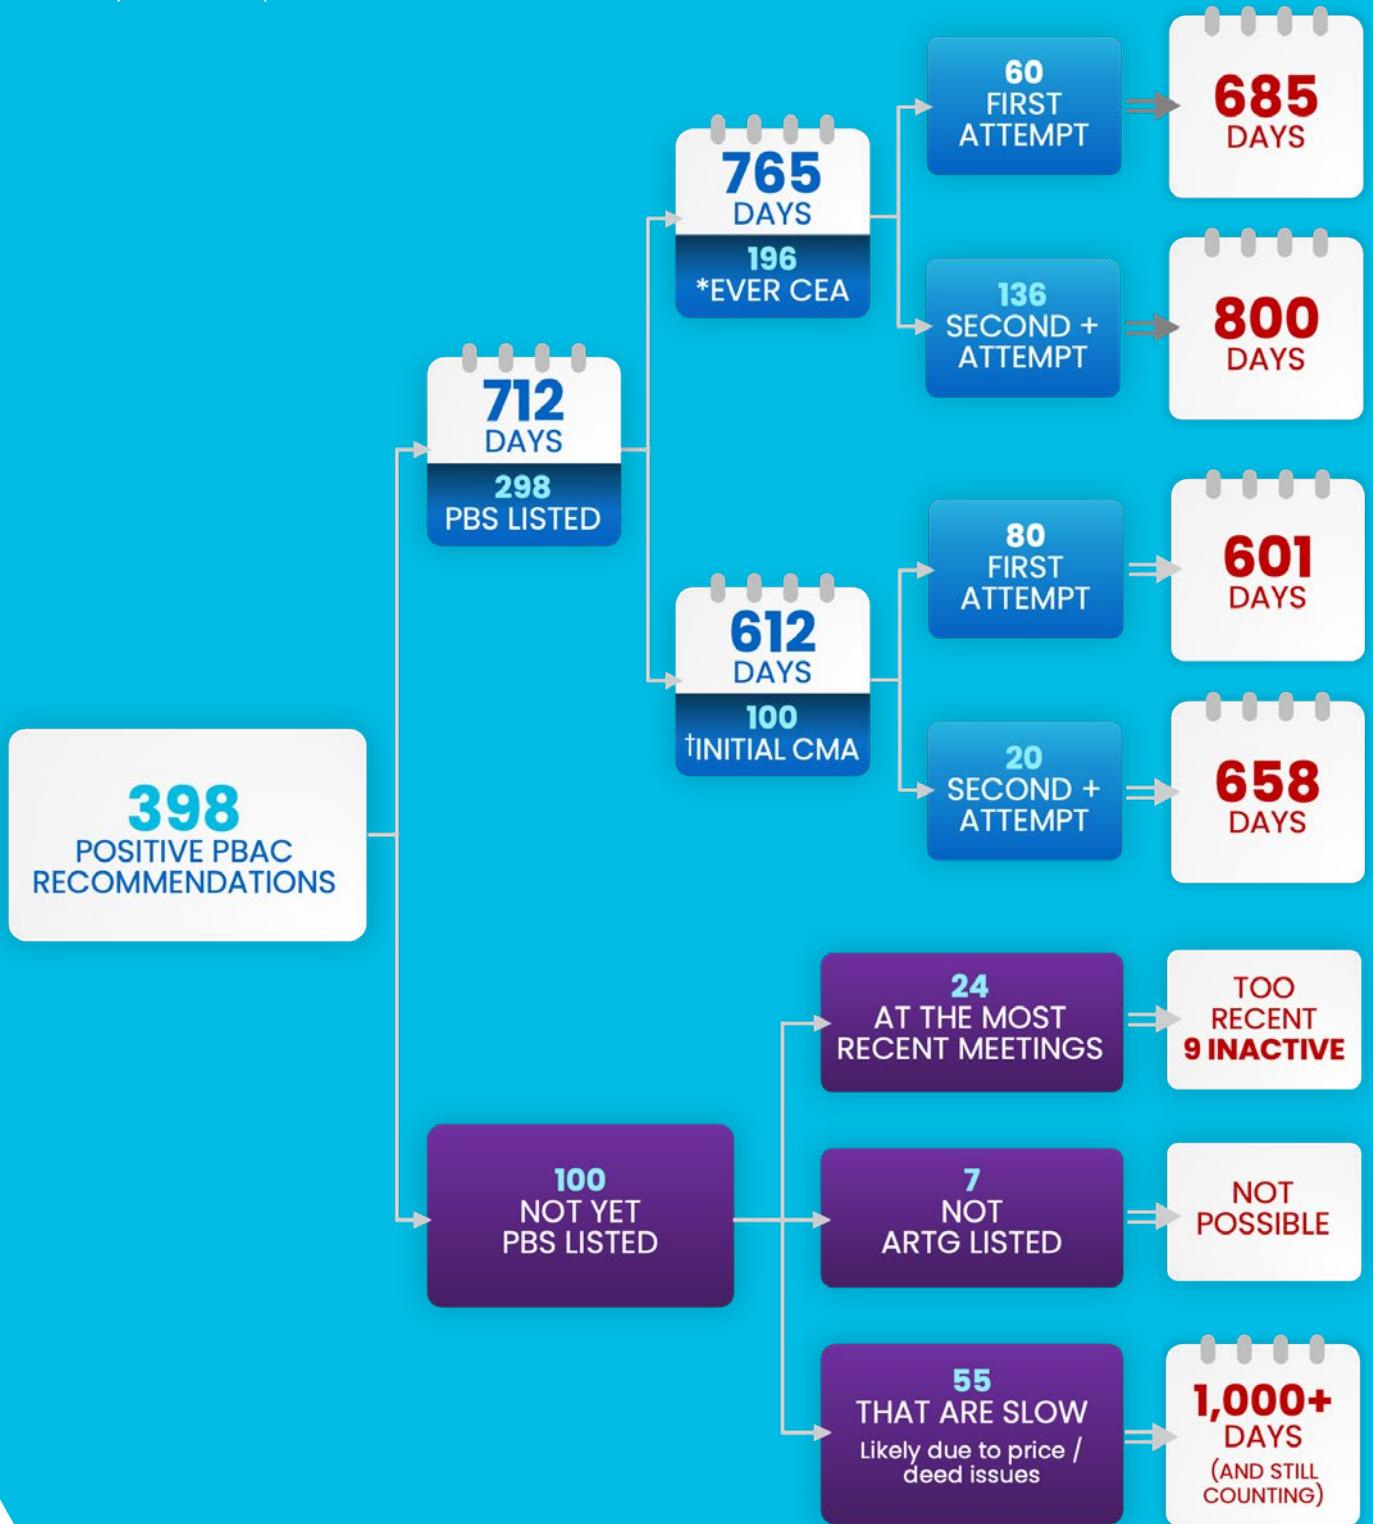 60
FIRST
ATTEMPT
685
DAYS
765
DAYS
196
*EVER CEA
136
SECOND +
ATTEMPT
800
DAYS
712
DAYS
298
PBS LISTED
80
FIRST
ATTEMPT
601
DAYS
612
DAYS
100
†INITIAL CMA
20
SECOND +
ATTEMPT
658
DAYS
398
POSITIVE PBAC
RECOMMENDATIONS
24
AT THE MOST
RECENT MEETINGS
TOO
RECENT
9 INACTIVE
100
NOT YET
PBS LISTED
7
NOT
ARTG LISTED
NOT
POSSIBLE
55
THAT ARE SLOW
Likely due to price /
deed issues
1,000+
DAYS
(AND STILL
COUNTING)